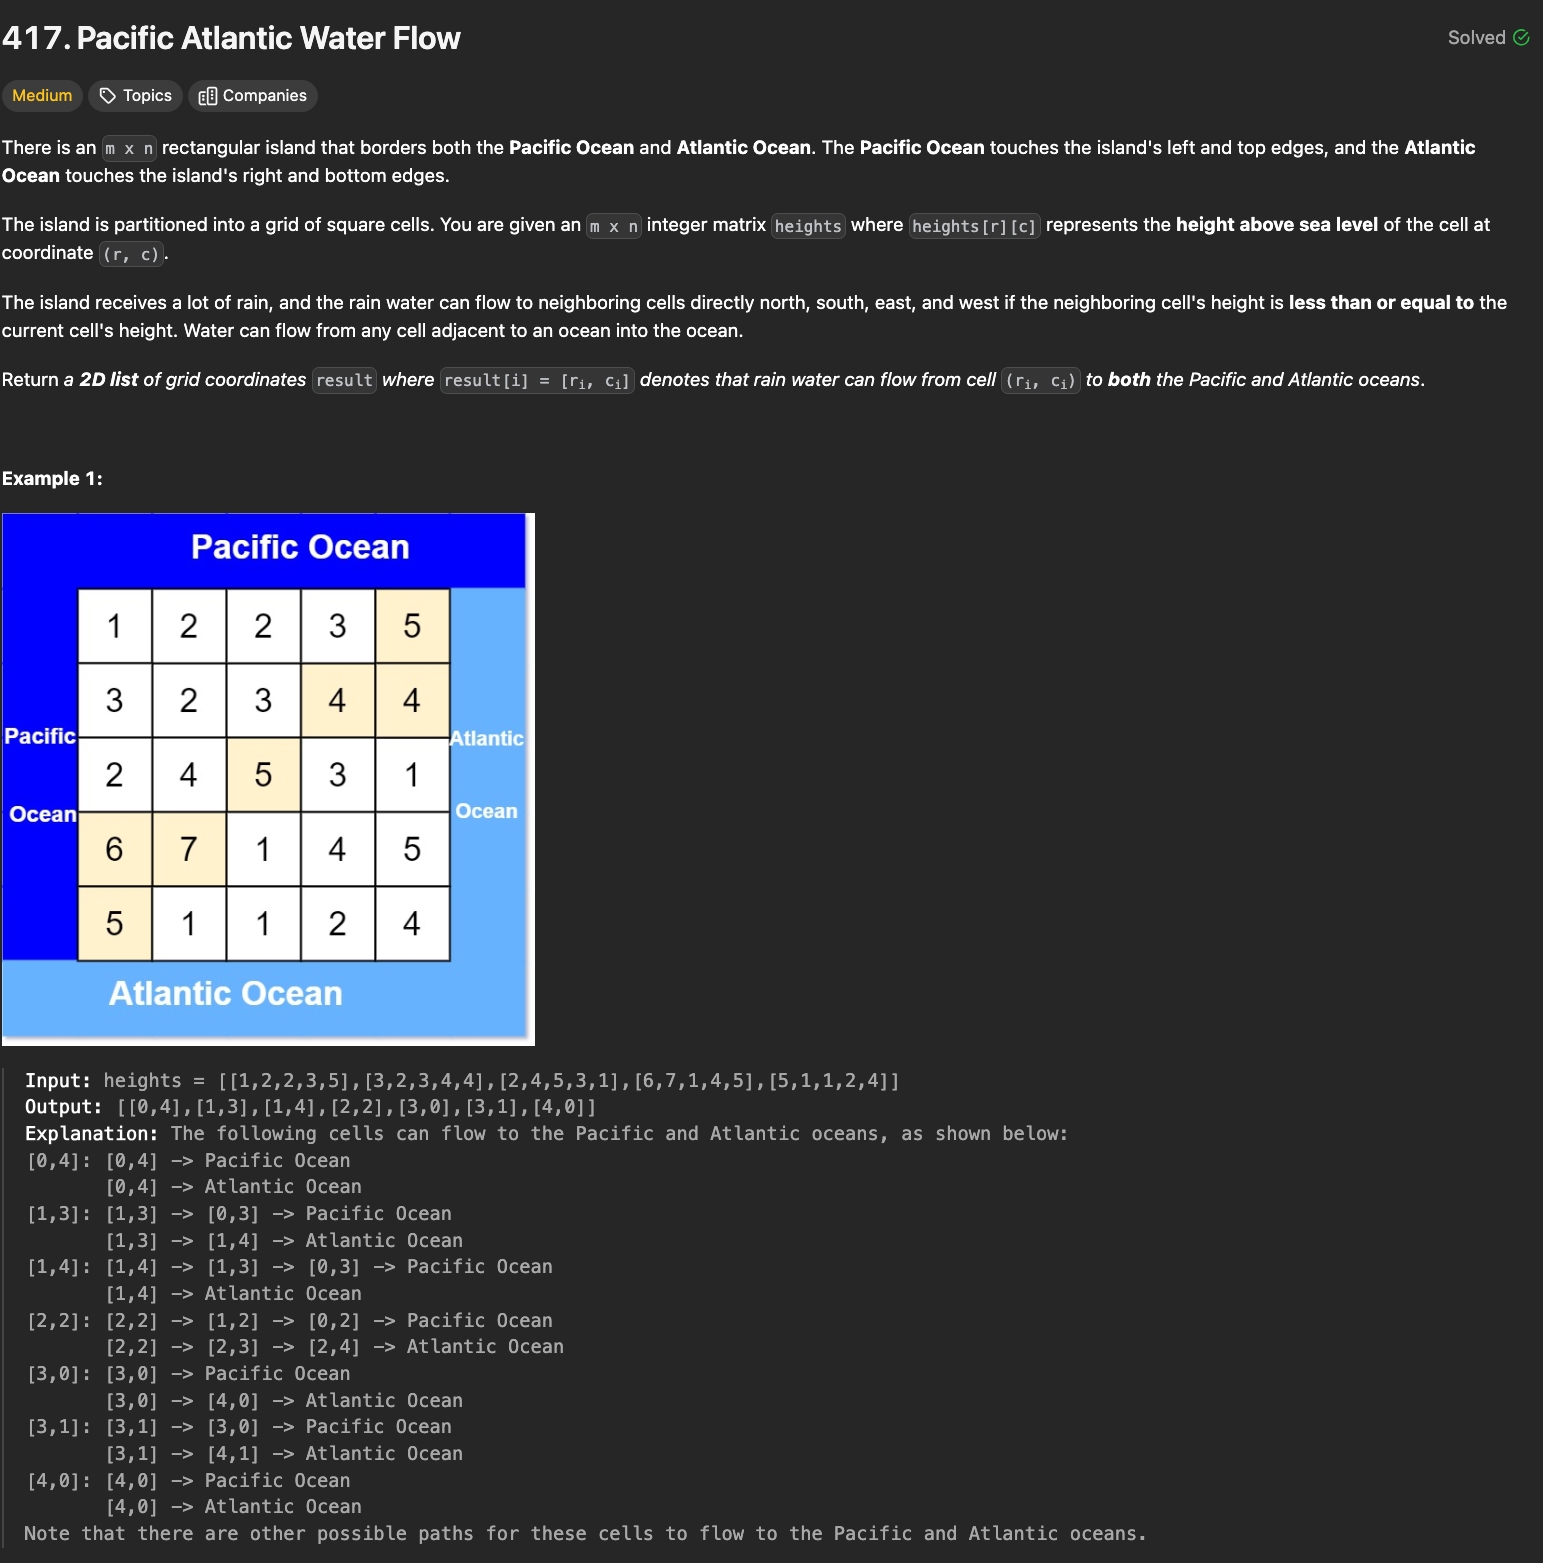 417. Pacific Atlantic Water Flow
Solved
Medium Topics Companies
There is an m x n rectangular island that borders both the Pacific Ocean and Atlantic Ocean. The Pacific Ocean touches the island's left and top edges, and the Atlantic
Ocean touches the island's right and bottom edges.
The island is partitioned into a grid of square cells. You are given an m x n integer matrix heights where heights[r][c] represents the height above sea level of the cell at
coordinate (r, c).
The island receives a lot of rain, and the rain water can flow to neighboring cells directly north, south, east, and west if the neighboring cell's height is less than or equal to the
current cell's height. Water can flow from any cell adjacent to an ocean into the ocean.
Return a 2D list of grid coordinates result where result[i] = [ri, ci] denotes that rain water can flow from cell (ri, ci) to both the Pacific and Atlantic oceans.
Example 1:
Pacific Ocean
1 2 2 3 5
3 2 3 4 4
Pacific
Atlantic
2 4 5 3 1
Ocean
Ocean
6 7 1 4 5
5 1 1 2 4
Atlantic Ocean
Input: heights = [[1,2,2,3,5],[3,2,3,4,4],[2,4,5,3,1],[6,7,1,4,5],[5,1,1,2,4]]
Output: [[0,4],[1,3],[1,4],[2,2],[3,0],[3,1],[4,0]]
Explanation: The following cells can flow to the Pacific and Atlantic oceans, as shown below:
[0,4]: [0,4] -> Pacific Ocean
[0,4] -> Atlantic Ocean
[1,3]: [1,3] -> [0,3] -> Pacific Ocean
[1,3] -> [1,4] -> Atlantic Ocean
[1,4]: [1,4] -> [1,3] -> [0,3] -> Pacific Ocean
[1,4] -> Atlantic Ocean
[2,2]: [2,2] -> [1,2] -> [0,2] -> Pacific Ocean
[2,2] -> [2,3] -> [2,4] -> Atlantic Ocean
[3,0]: [3,0] -> Pacific Ocean
[3,0] -> [4,0] -> Atlantic Ocean
[3,1]: [3,1] -> [3,0] -> Pacific Ocean
[3,1] -> [4,1] -> Atlantic Ocean
[4,0]: [4,0] -> Pacific Ocean
[4,0] -> Atlantic Ocean
Note that there are other possible paths for these cells to flow to the Pacific and Atlantic oceans.